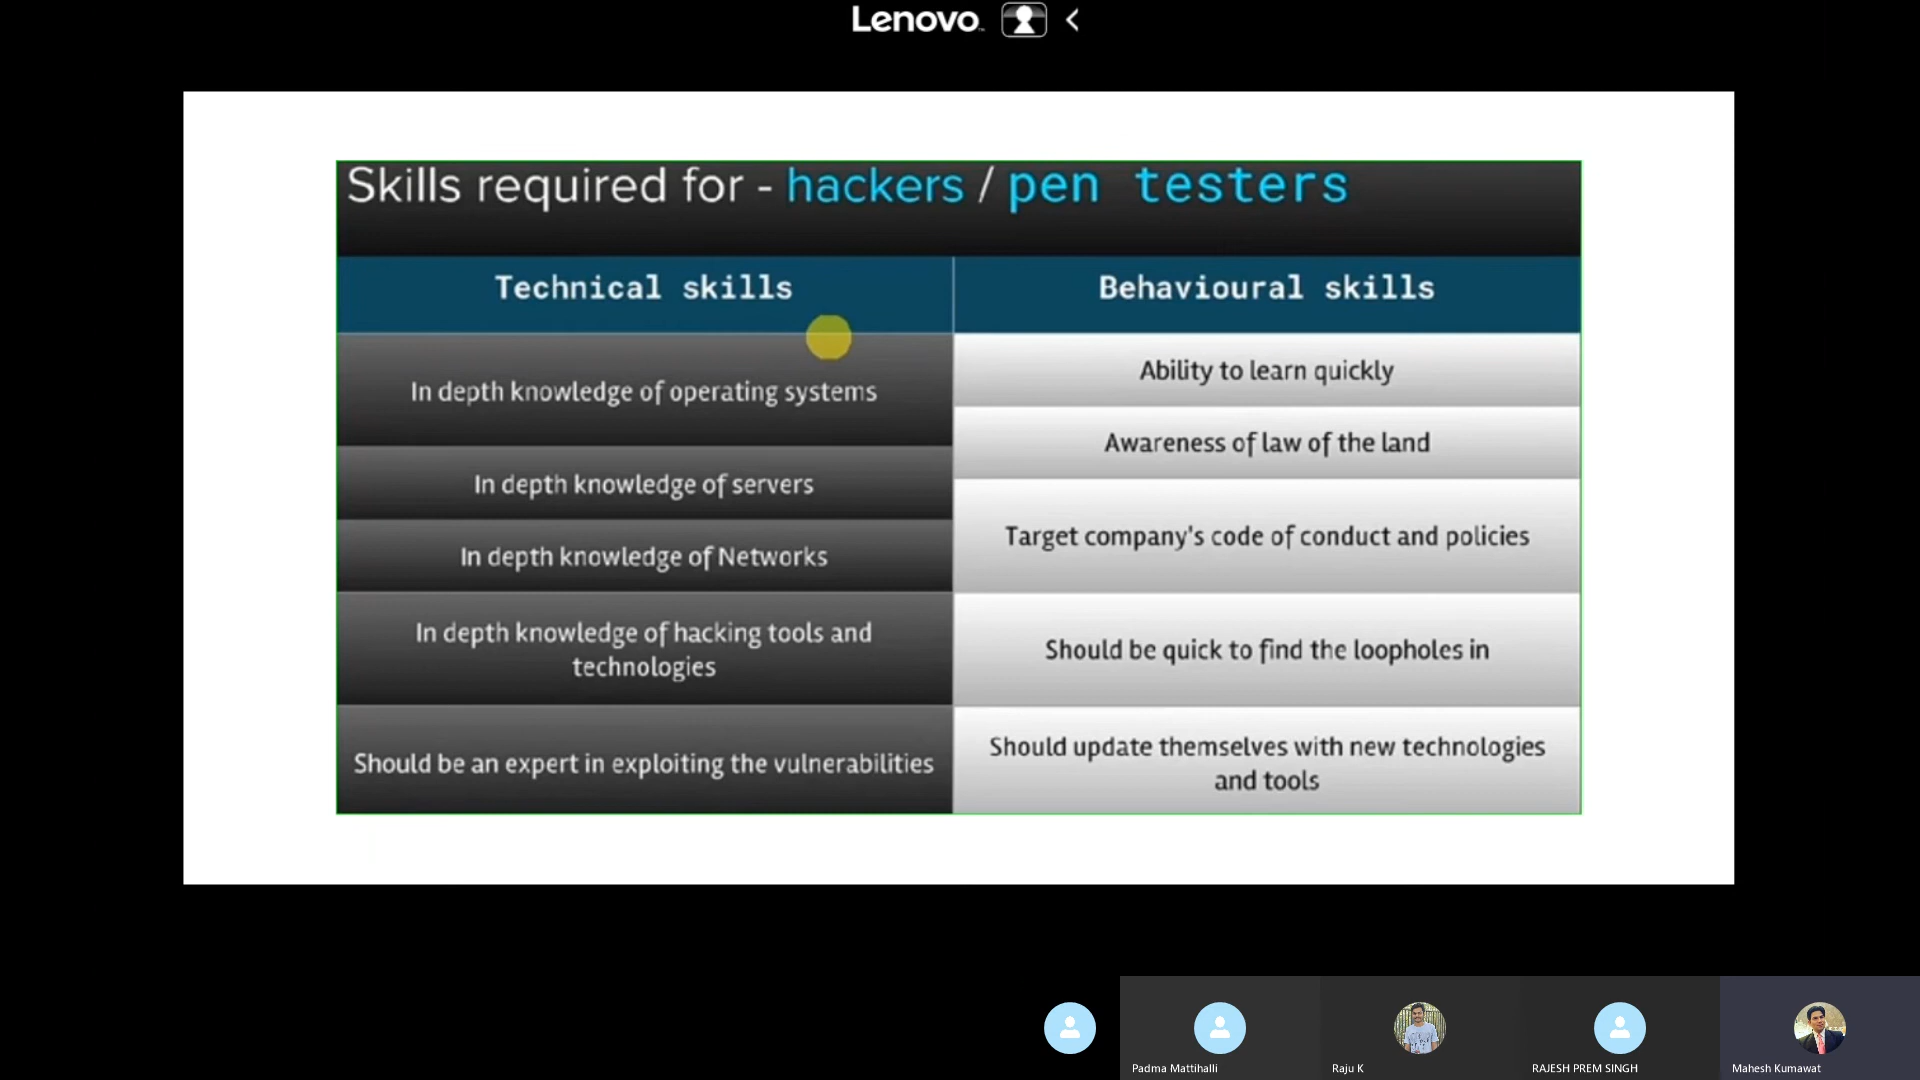 Lenovo
Skills required for - hackers / pen testers
Technical skills
Behavioural skills
In depth knowledge of operating systems
In depth knowledge of servers
In depth knowledge of Networks
In depth knowledge of hacking tools and
technologies
Should be an expert in exploiting the vulnerabilities
Ability to learn quickly
Awareness of law of the land
Target company's code of conduct and policies
Should be quick to find the loopholes in
Should update themselves with new technologies
and tools
Padma Mattihalli
Raju K
RAJESH PREM SINGH
Mahesh Kumawat